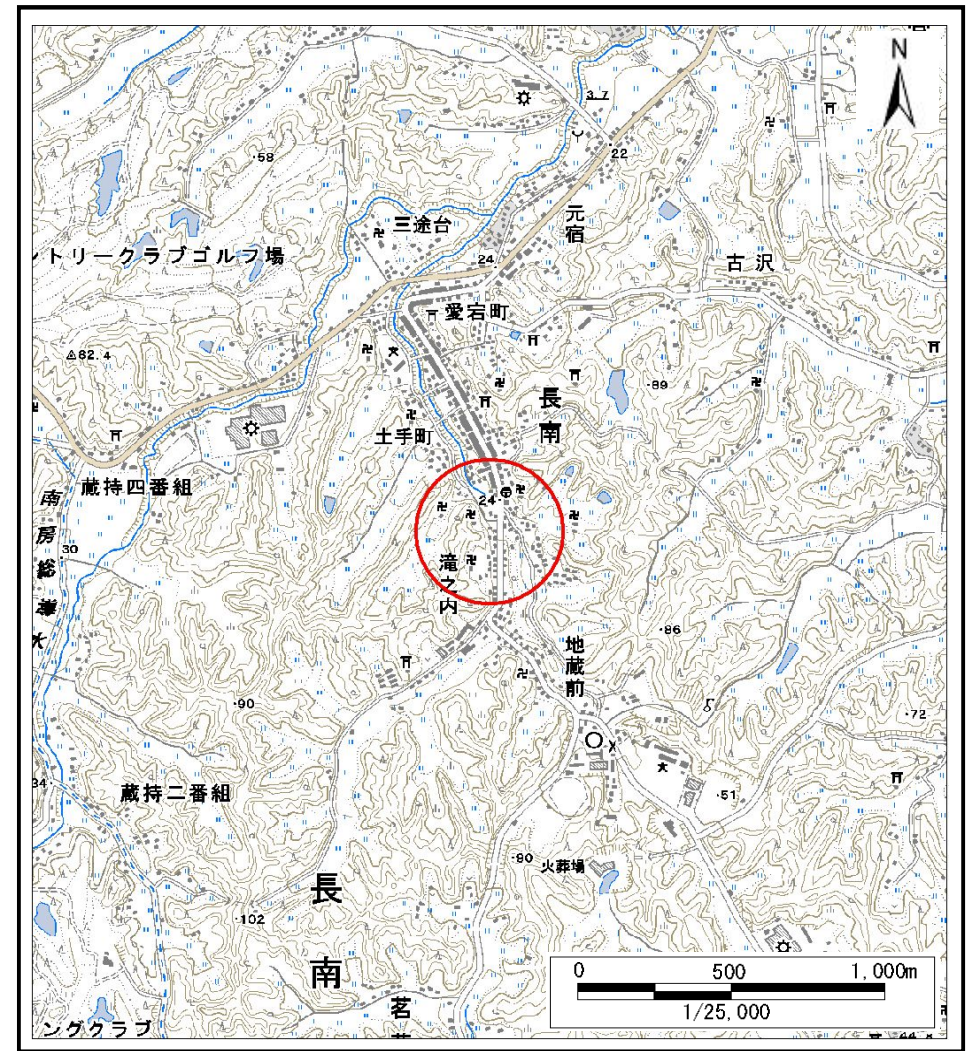 N
3.7
22
・58
三途台
元宿
ントリークラブゴルフ場
24
古沢
愛宕町
82.4
・89
長南
土手町
24
蔵持四番組
南房総導水
30
滝之内
・86
地蔵前
・90
・72
34
・51
蔵持二番組
・90
火葬場
長南
・102
0 500 1,000m
1/25,000
茗
ングクラブ